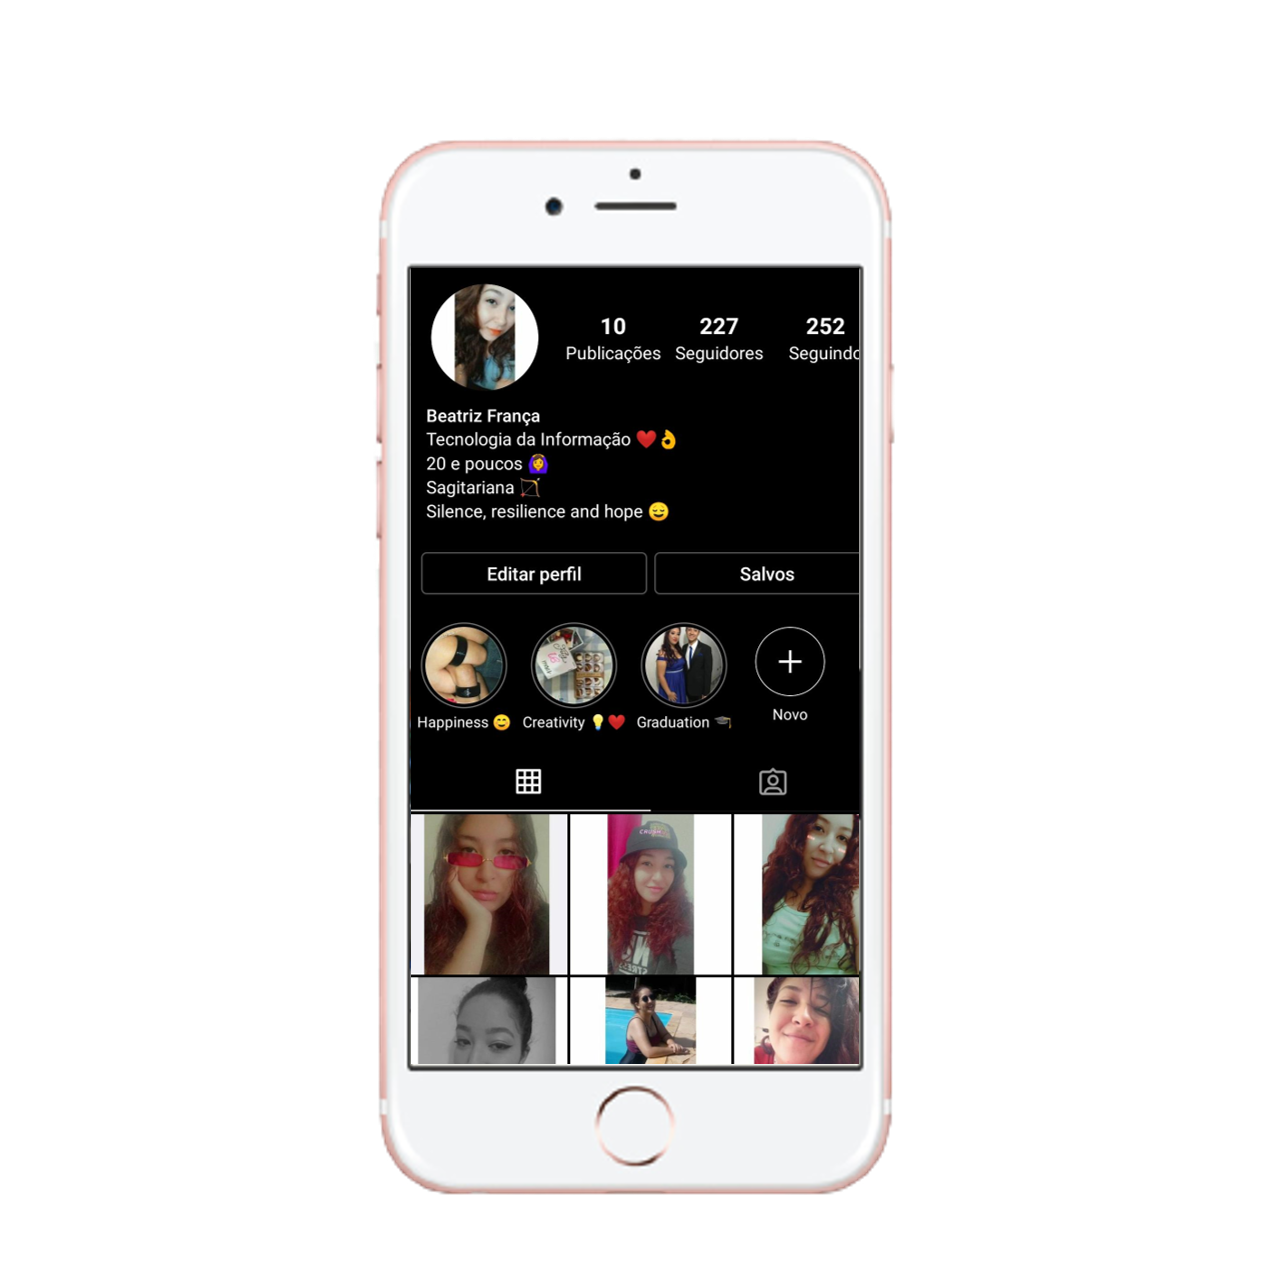 10 227 252
Publicações Seguidores Seguindo
Beatriz França
Tecnologia da Informação ❤️👌
20 e poucos 🙆‍♀️
Sagitariana 🏹
Silence, resilience and hope 😌
Editar perfil Salvos
Happiness 😊 Creativity 💡❤️ Graduation 🎓 Novo
CRUSH